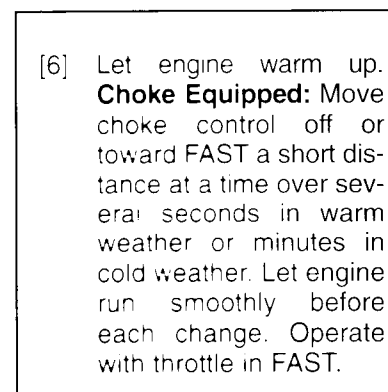 [6] Let engine warm up.
Choke Equipped: Move
choke control off or
toward FAST a short dis-
tance at a time over sev-
eral seconds in warm
weather or minutes in
cold weather. Let engine
run smoothly before
each change. Operate
with throttle in FAST.